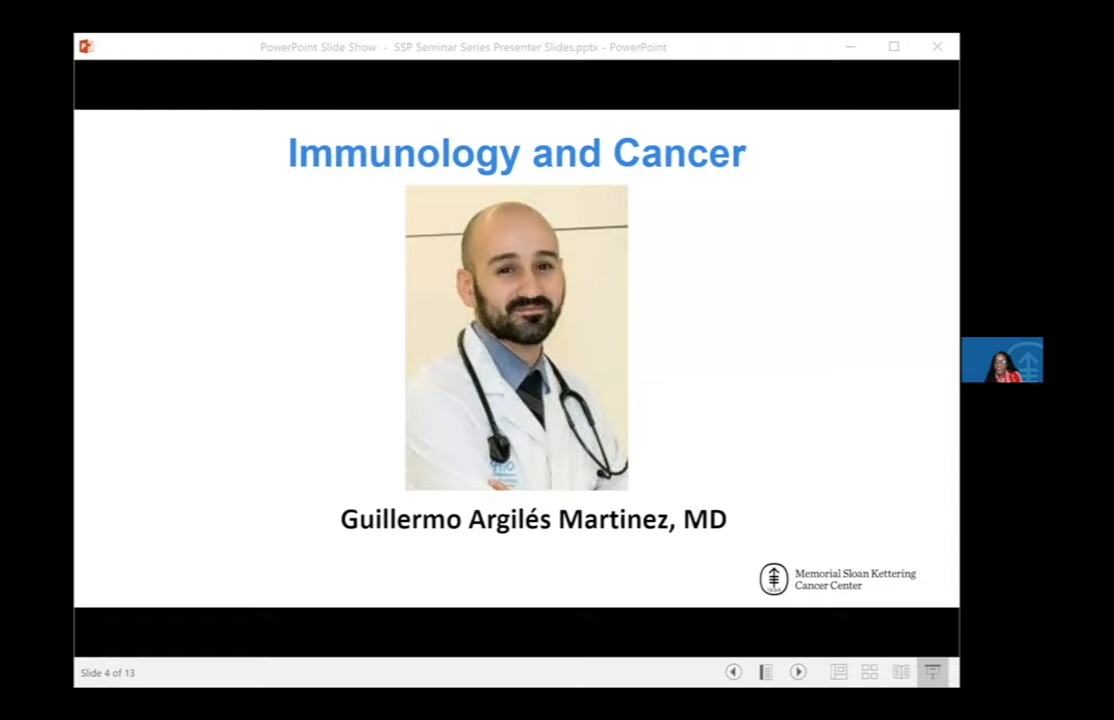 PowerPoint Slide Show - SSP Seminar Series Presenter Slides.pptx - PowerPoint
Immunology and Cancer
Guillermo Argilés Martinez, MD
Memorial Sloan Kettering
Cancer Center
Slide 4 of 13